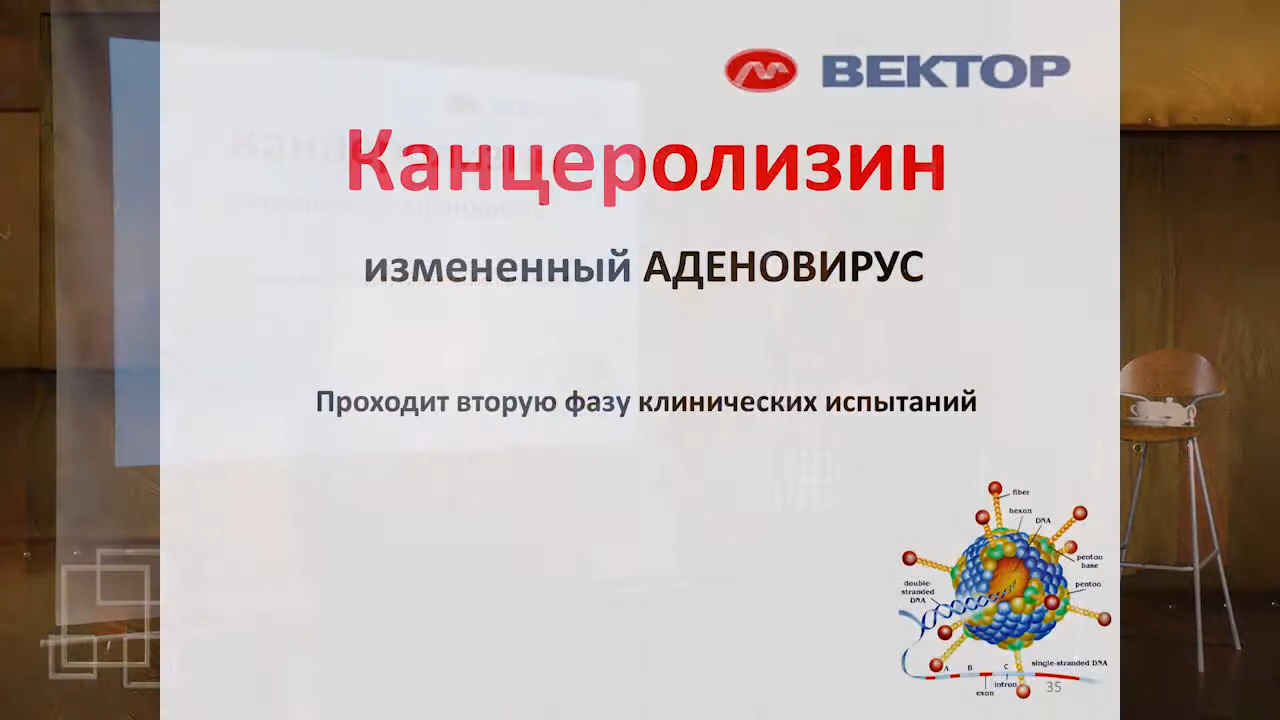 ВЕКТОР
Канцеролизин
измененный АДЕНОВИРУС
Проходит вторую фазу клинических испытаний
fiber
hexon
DNA
penton
base
penton
double-
stranded
DNA
single-stranded DNA
A B C
intron
exon
35